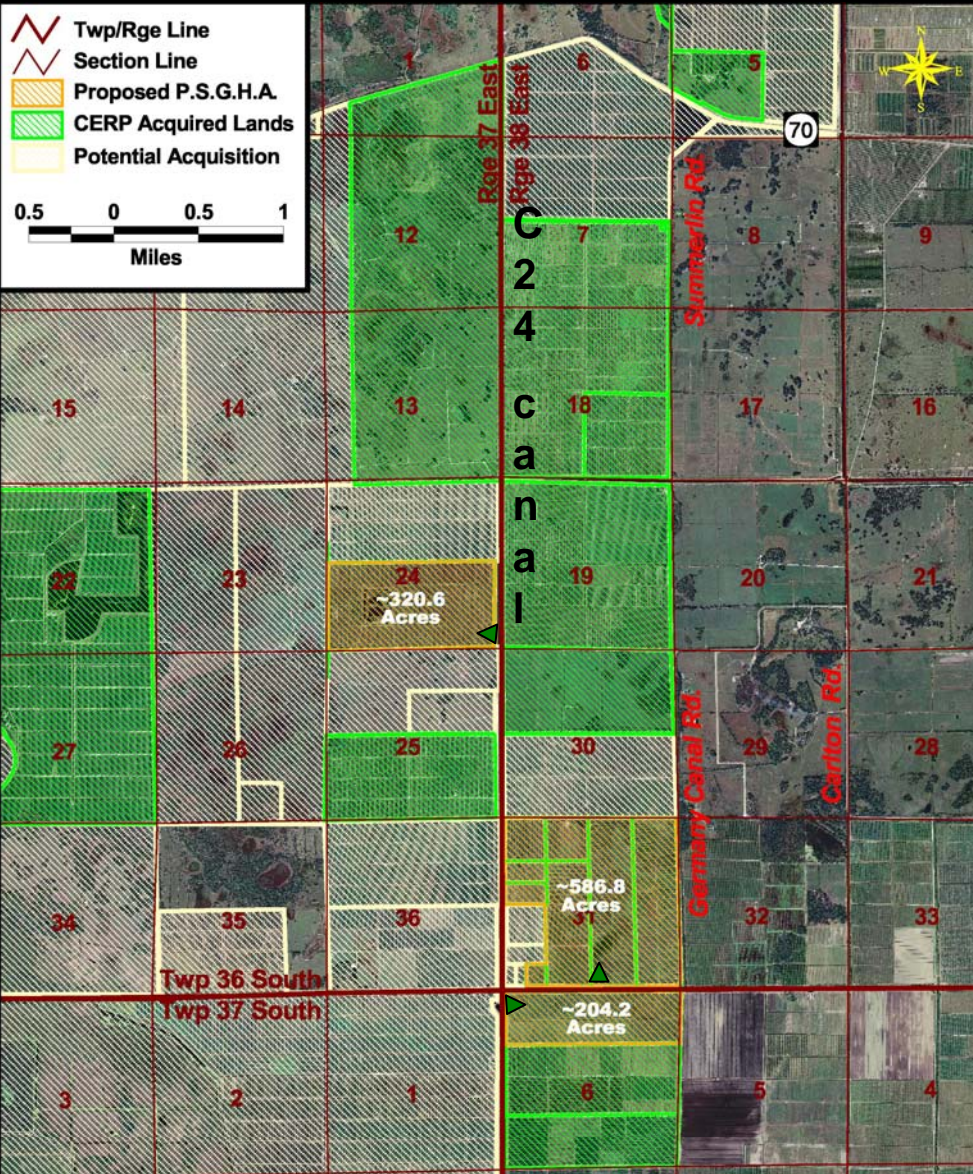 Twp/Rge Line
Section Line
Proposed P.S.G.H.A.
CERP Acquired Lands
Potential Acquisition
0.5 0 0.5 1
Miles
N
W E
S
70
1 6 5
Rge 37 East
Rge 38 East
Summerlin Rd.
12 7 8 9
C24 canal
15 14 13 18 17 16
22 23 24 19 20 21
~320.6
Acres
27 26 25 30 29 28
Germany Canal Rd.
Carlton Rd.
~586.8
Acres
34 35 36 31 32 33
Twp 36 South
Twp 37 South
~204.2
Acres
3 2 1 6 5 4